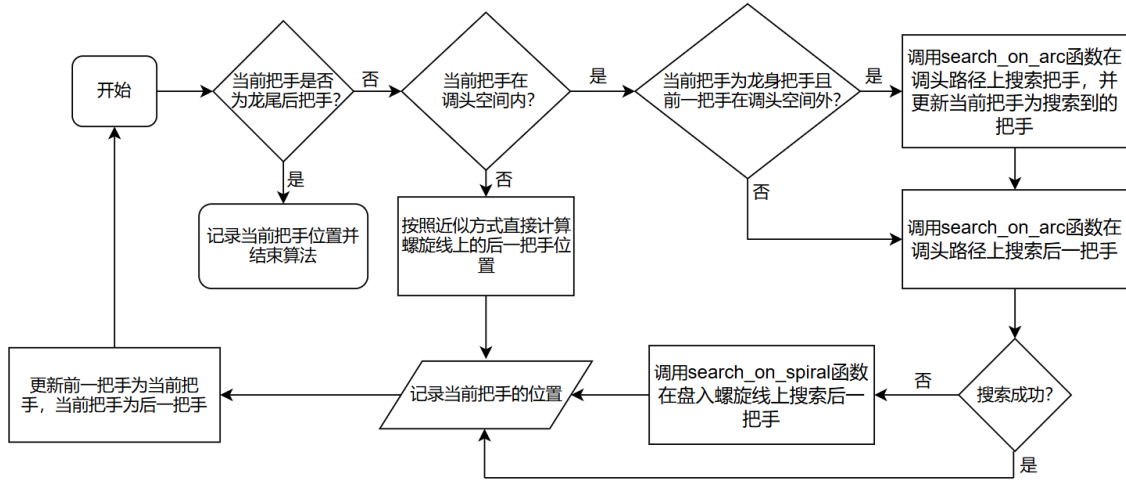 开始
当前把手是否
为龙尾后把手？
否
当前把手在
调头空间内？
是
当前把手为龙身把手且
前一把手在调头空间外？
是
调用search_on_arc函数在
调头路径上搜索把手，并
更新当前把手为搜索到的
把手
是
记录当前把手位置并
结束算法
否
按照近似方式直接计算
螺旋线上的后一把手位
置
否
调用search_on_arc函数在
调头路径上搜索后一把手
更新前一把手为当前把
手，当前把手为后一把手
记录当前把手的位置
调用search_on_spiral函数
在盘入螺旋线上搜索后一
把手
否
搜索成功？
是